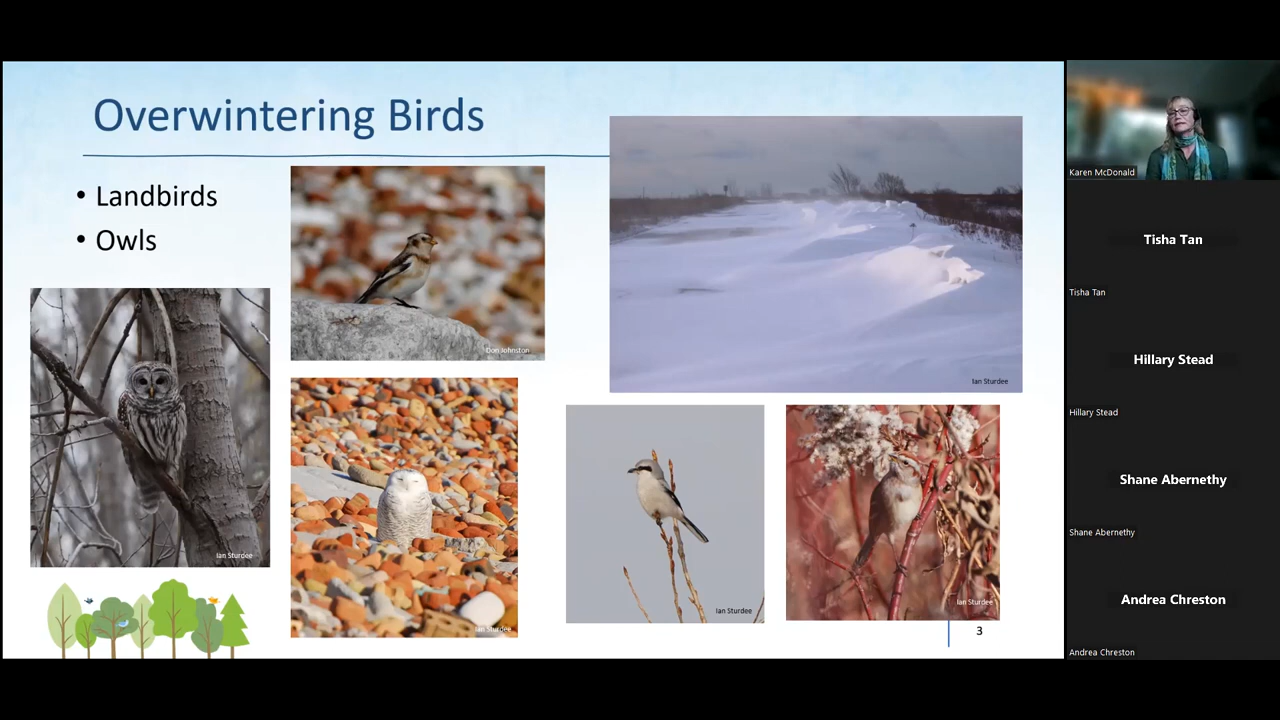 Overwintering Birds
• Landbirds
• Owls
Don Johnston
Ian Sturdee
Ian Sturdee
Ian Sturdee
Ian Sturdee
Ian Sturdee
3
Karen McDonald
Tisha Tan
Tisha Tan
Hillary Stead
Hillary Stead
Shane Abernethy
Shane Abernethy
Andrea Chreston
Andrea Chreston